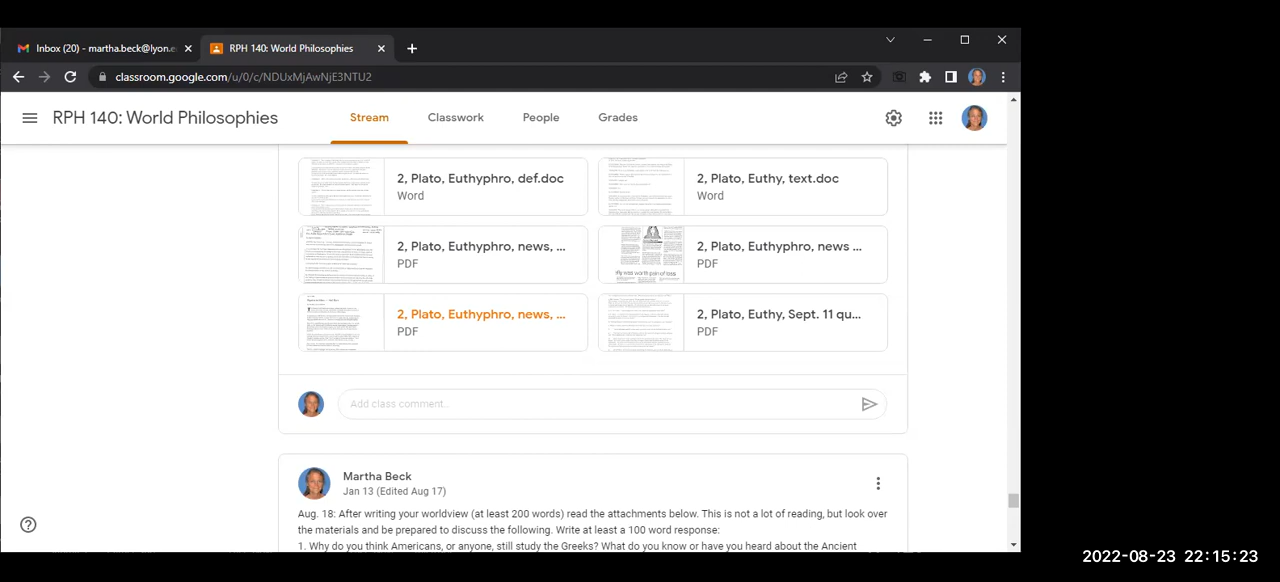 Inbox (20) - martha.beck@lyon.e
RPH 140: World Philosophies
classroom.google.com/u/0/c/NDUxMjAwNjE3NTU2
RPH 140: World Philosophies
Stream
Classwork
People
Grades
2, Plato, Euthyphro, def.doc
Word
2, Plato, Euthy, text.doc
Word
2, Plato, Euthyphro, news, ...
PDF
2, Plato, Euthyphro, news ...
PDF
2, Plato, Euthyphro, news, ...
PDF
2, Plato, Euthy, Sept. 11 qu...
PDF
Add class comment...
Martha Beck
Jan 13 (Edited Aug 17)
Aug. 18: After writing your worldview (at least 200 words) read the attachments below. This is not a lot of reading, but look over
the materials and be prepared to discuss the following. Write at least a 100 word response:
1. Why do you think Americans, or anyone, still study the Greeks? What do you know or have you heard about the Ancient
2022-08-23 22:15:23